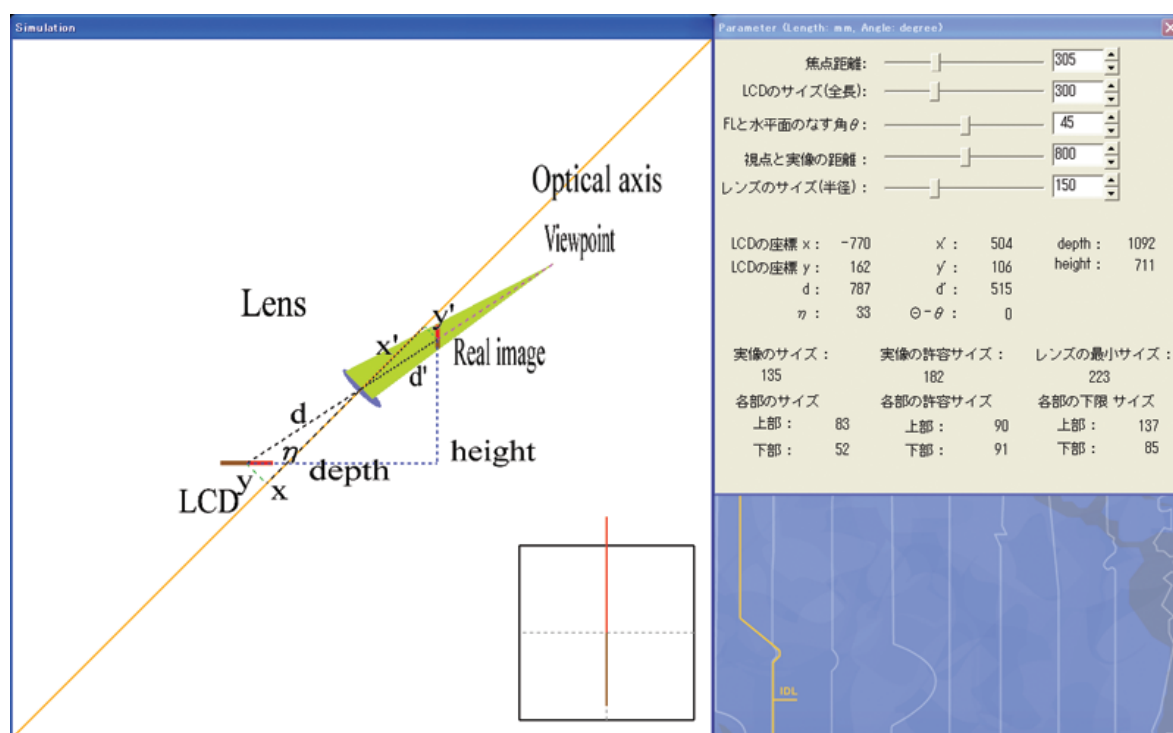 Simulation
Optical axis
Viewpoint
Lens
y'
x'
Real image
d'
d
η
height
depth
y
x
LCD
Parameter (Length: mm, Angle: degree)
焦点距離: 305
LCDのサイズ(全長): 300
FLと水平面のなす角θ: 45
視点と実像の距離: 800
レンズのサイズ(半径): 150
LCDの座標 x: -770 x': 504 depth: 1092
LCDの座標 y: 162 y': 106 height: 711
d: 787 d': 515
η: 33 Θ-θ: 0
実像のサイズ: 実像の許容サイズ: レンズの最小サイズ:
135 182 223
各部のサイズ 各部の許容サイズ 各部の下限 サイズ
上部: 83 上部: 90 上部: 137
下部: 52 下部: 91 下部: 85
IDL